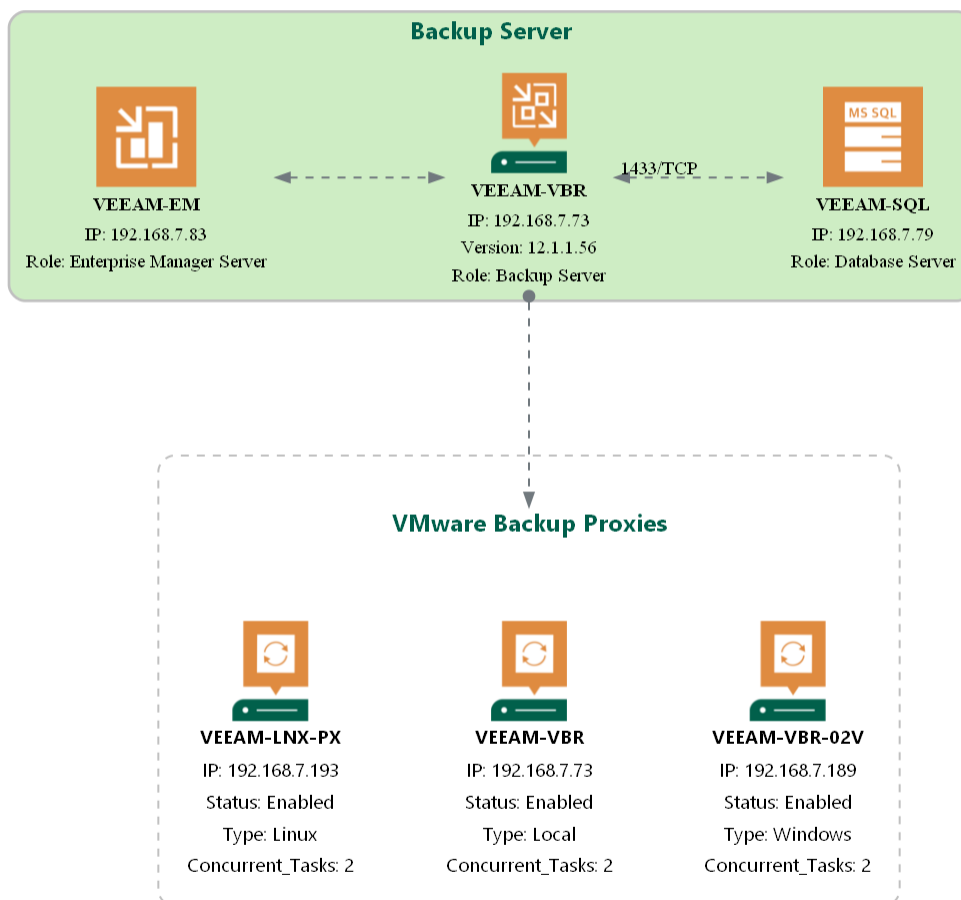 Backup Server
MS SQL
1433/TCP
VEEAM-EM
IP: 192.168.7.83
Role: Enterprise Manager Server
VEEAM-VBR
IP: 192.168.7.73
Version: 12.1.1.56
Role: Backup Server
VEEAM-SQL
IP: 192.168.7.79
Role: Database Server
VMware Backup Proxies
VEEAM-LNX-PX
IP: 192.168.7.193
Status: Enabled
Type: Linux
Concurrent_Tasks: 2
VEEAM-VBR
IP: 192.168.7.73
Status: Enabled
Type: Local
Concurrent_Tasks: 2
VEEAM-VBR-02V
IP: 192.168.7.189
Status: Enabled
Type: Windows
Concurrent_Tasks: 2